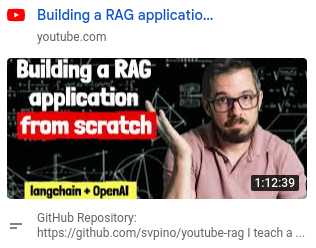 Building a RAG applicatio...
youtube.com
Building a RAG
application
from scratch
langchain + OpenAI
1:12:39
GitHub Repository:
https://github.com/svpino/youtube-rag I teach a ...